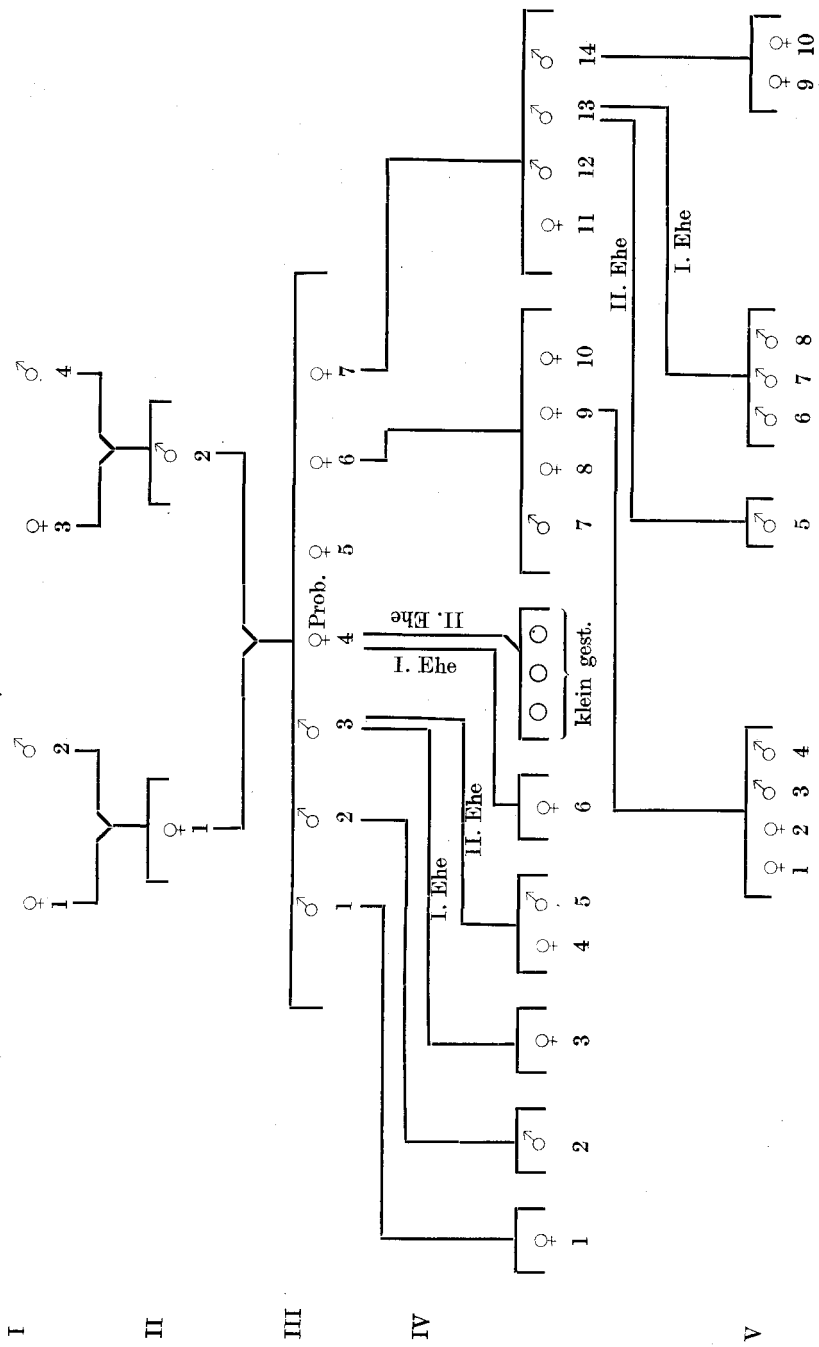 I
♀ ♂ ♀ ♂
1 2 3 4
II
♀ ♂
1 2
III
Prob.
♂ ♂ ♂ ♀ ♀ ♀ ♀
1 2 3 4 5 6 7
I. Ehe II. Ehe
I. Ehe II. Ehe
IV
♀ ♂ ♀ ♀ ♂ ♀ ○ ○ ○ ♂ ♀ ♀ ♀ ♀ ♂ ♂ ♂
1 2 3 4 5 6 7 8 9 10 11 12 13 14
klein gest.
II. Ehe
I. Ehe
V
♀ ♀ ♂ ♂ ♂ ♂ ♂ ♂ ♀ ♀
1 2 3 4 5 6 7 8 9 10